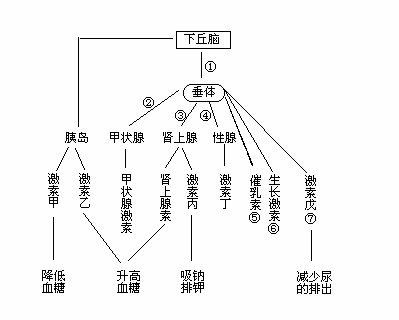 下丘脑
①
垂体
②
③
④
胰岛
甲状腺
肾上腺
性腺
激素甲
激素乙
甲状腺激素
肾上腺素
激素丙
激素丁
催乳素⑤
生长激素⑥
激素戊⑦
降低
血糖
升高
血糖
吸钠
排钾
减少尿
的排出